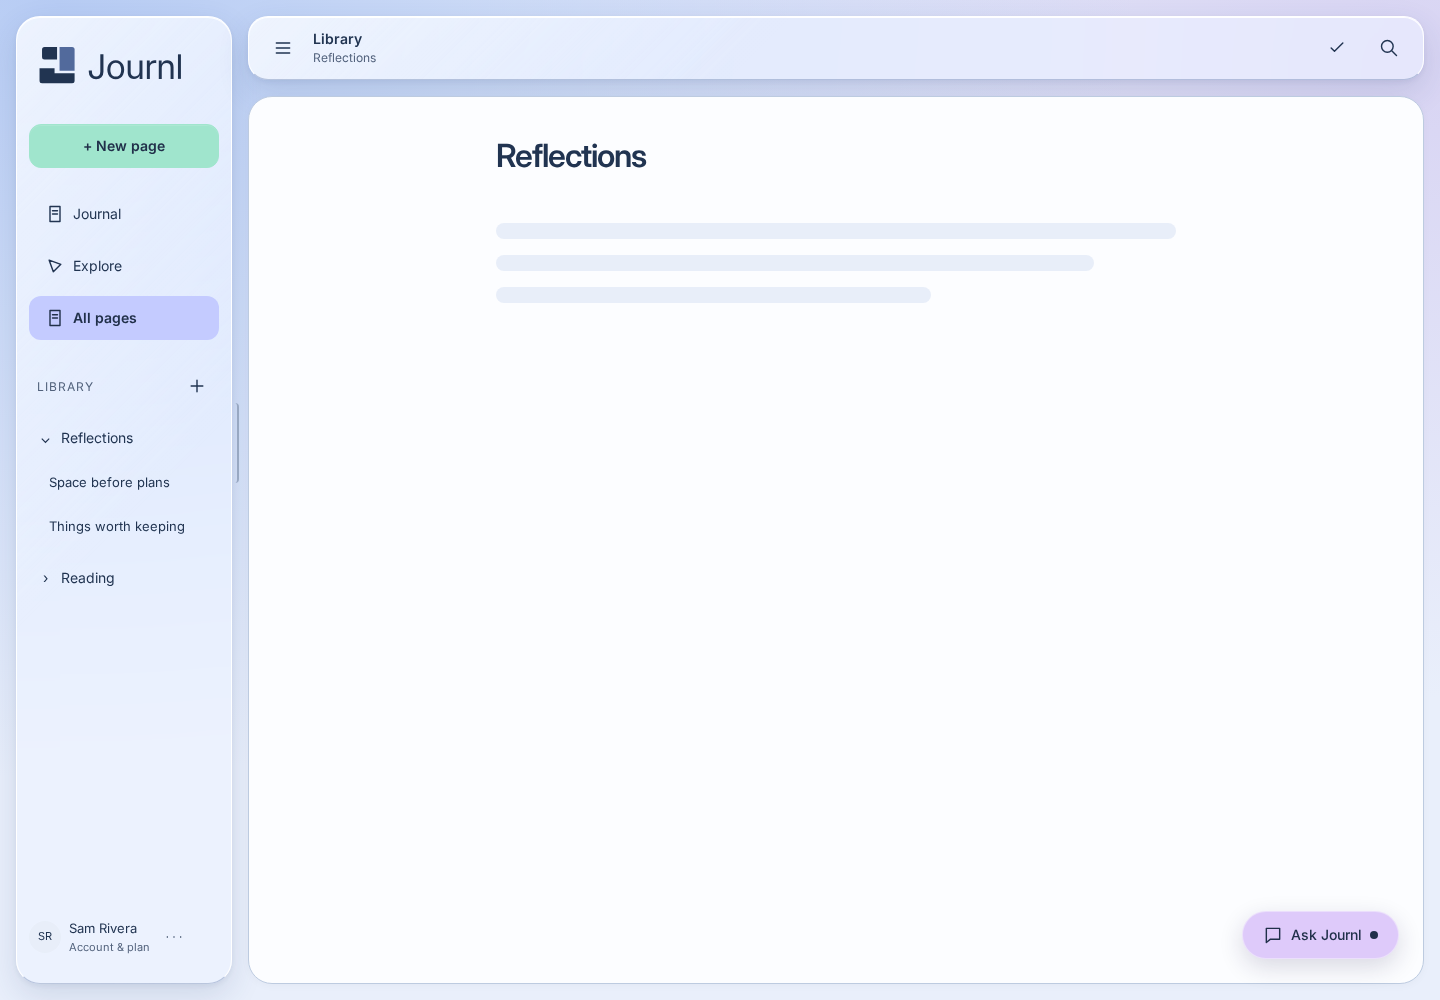 Journl
+ New page
Journal
Explore
All pages
LIBRARY
Reflections
Space before plans
Things worth keeping
Reading
SR
Sam Rivera
Account & plan
Library
Reflections
Reflections
Ask Journl